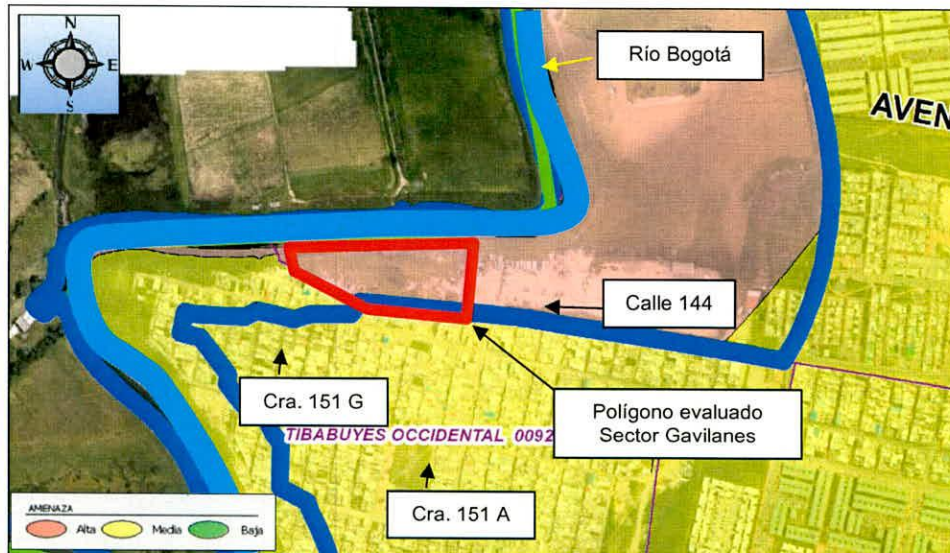 N
W E
S
Río Bogotá
AVEN
Calle 144
Cra. 151 G
Polígono evaluado
Sector Gavilanes
TIBABUYES OCCIDENTAL 0092
Cra. 151 A
AMENAZA
Alta Media Baja